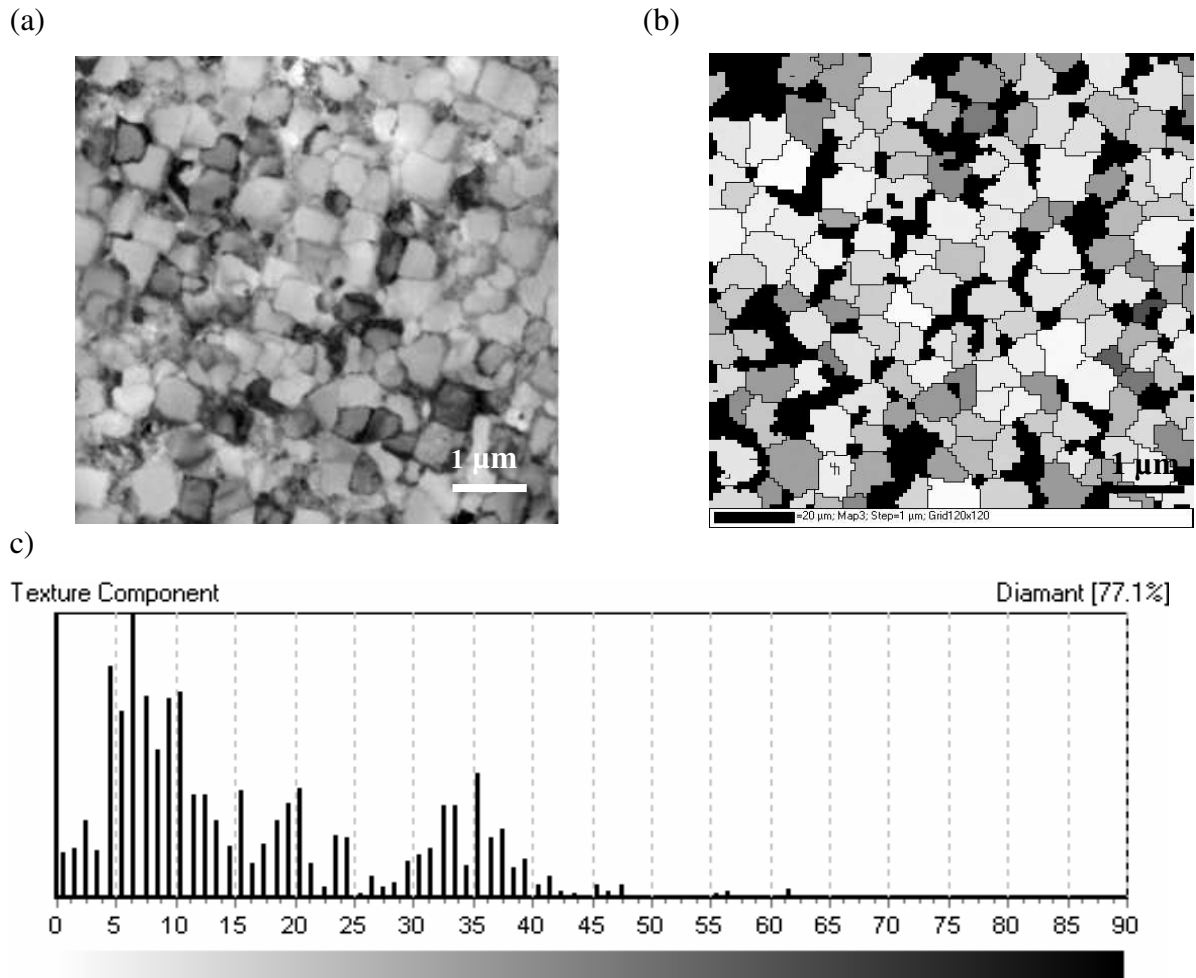 (a)
(b)
1 μm
1 μm
=20 μm; Map3; Step=1 μm; Grid120x120
c)
Texture Component Diamant [77.1%]
0 5 10 15 20 25 30 35 40 45 50 55 60 65 70 75 80 85 90